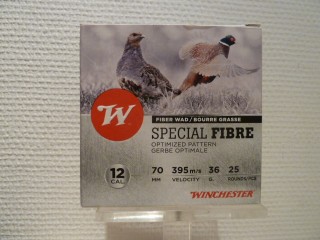 W
FIBER WAD / BOURRE GRASSE
SPECIAL FIBRE
OPTIMIZED PATTERN
GERBE OPTIMALE
12 70 395 m/s 36 25
CAL. MM VELOCITY G. ROUNDS/PCS
WINCHESTER